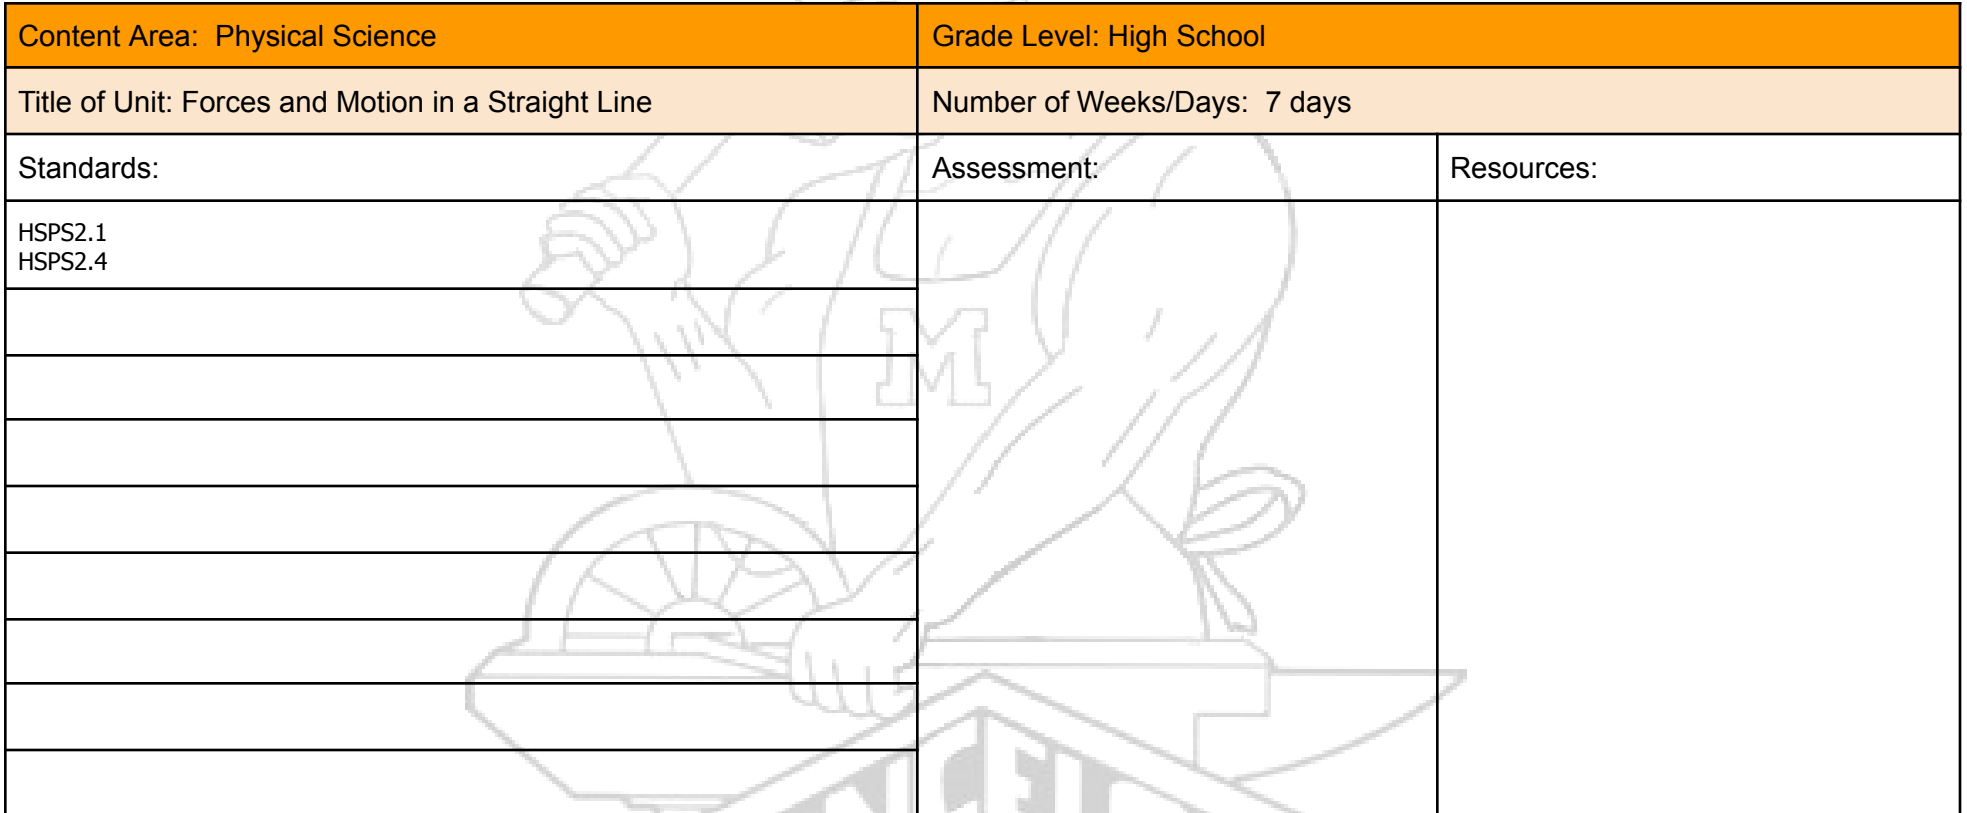 Content Area: Physical Science
Grade Level: High School
Title of Unit: Forces and Motion in a Straight Line
Number of Weeks/Days: 7 days
Standards:
Assessment:
Resources:
HSPS2.1
HSPS2.4
M